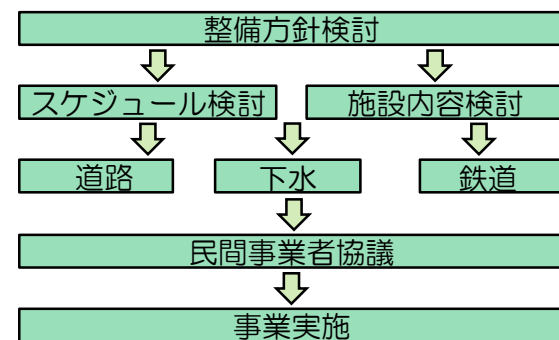 整備方針検討
スケジュール検討
施設内容検討
道路
下水
鉄道
民間事業者協議
事業実施